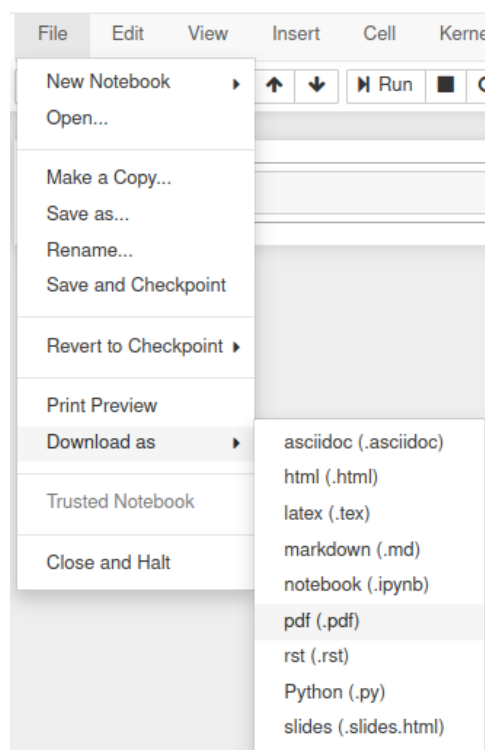 File Edit View Insert Cell Kerne
New Notebook
Run
Open...
Make a Copy...
Save as...
Rename...
Save and Checkpoint
Revert to Checkpoint
Print Preview
Download as
Trusted Notebook
Close and Halt
asciidoc (.asciidoc)
html (.html)
latex (.tex)
markdown (.md)
notebook (.ipynb)
pdf (.pdf)
rst (.rst)
Python (.py)
slides (.slides.html)